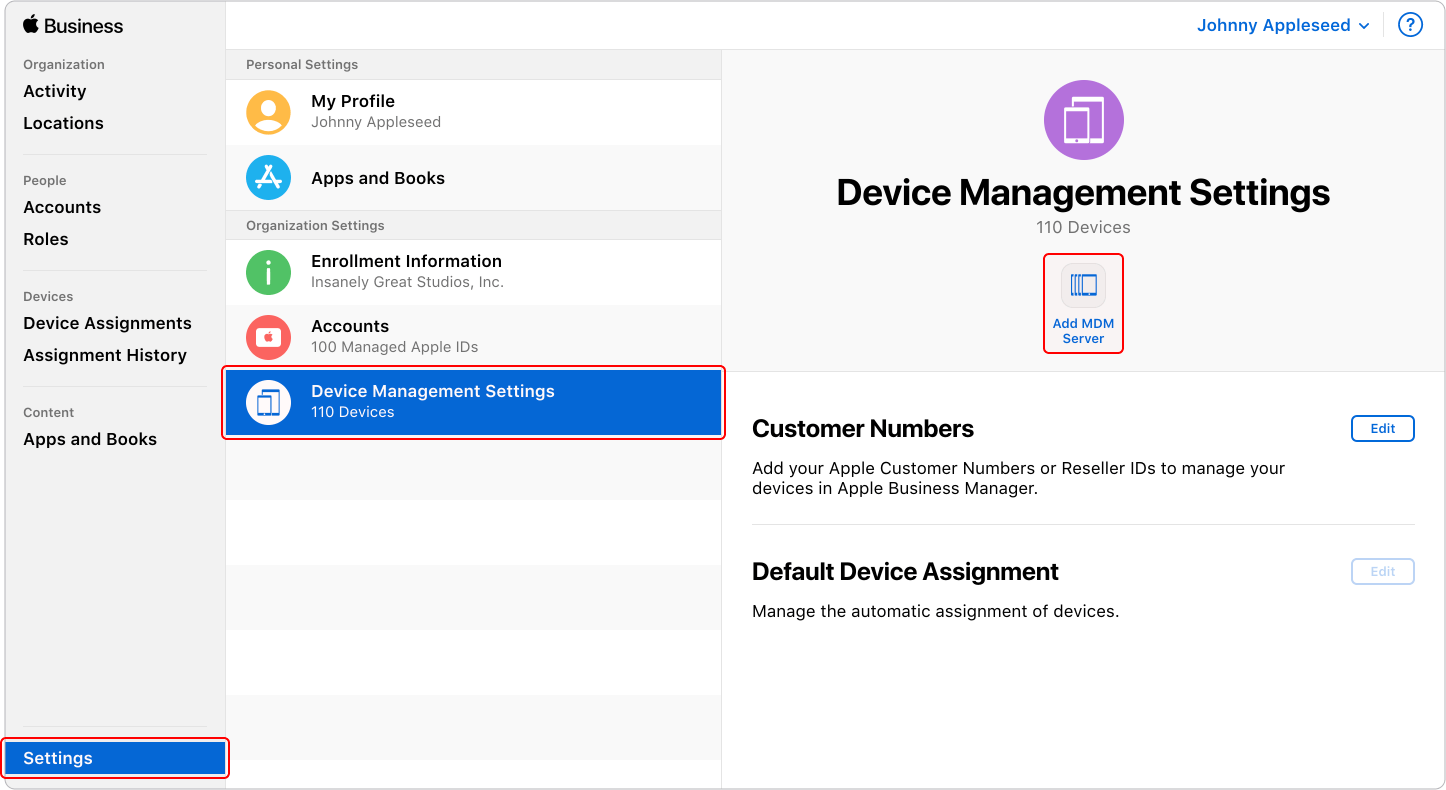 Business
Organization
Activity
Locations
People
Accounts
Roles
Devices
Device Assignments
Assignment History
Content
Apps and Books
Settings
Personal Settings
My Profile
Johnny Appleseed
Apps and Books
Organization Settings
Enrollment Information
Insanely Great Studios, Inc.
Accounts
100 Managed Apple IDs
Device Management Settings
110 Devices
Johnny Appleseed
?
Device Management Settings
110 Devices
Add MDM
Server
Customer Numbers
Edit
Add your Apple Customer Numbers or Reseller IDs to manage your
devices in Apple Business Manager.
Default Device Assignment
Edit
Manage the automatic assignment of devices.